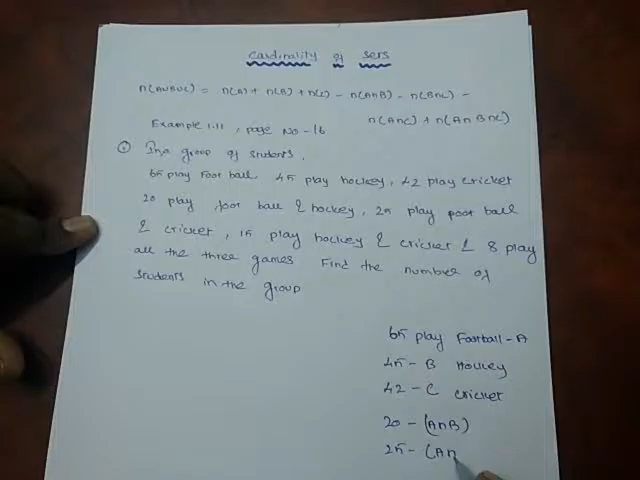 Cardinality of sets
n(AUBUC) = n(A) + n(B) + n(C) - n(A∩B) - n(B∩C) -
n(A∩C) + n(A∩B∩C)
Example 1.11, page No - 16
① In a group of students,
65 play Foot ball, 45 play hockey, 42 play cricket
20 play foot ball & hockey, 25 play foot ball
& cricket, 15 play hockey & cricket & 8 play
all the three games Find the number of
students in the group
65 play Football - A
45 - B Hockey
42 - C cricket
20 - (A∩B)
25 - (A∩